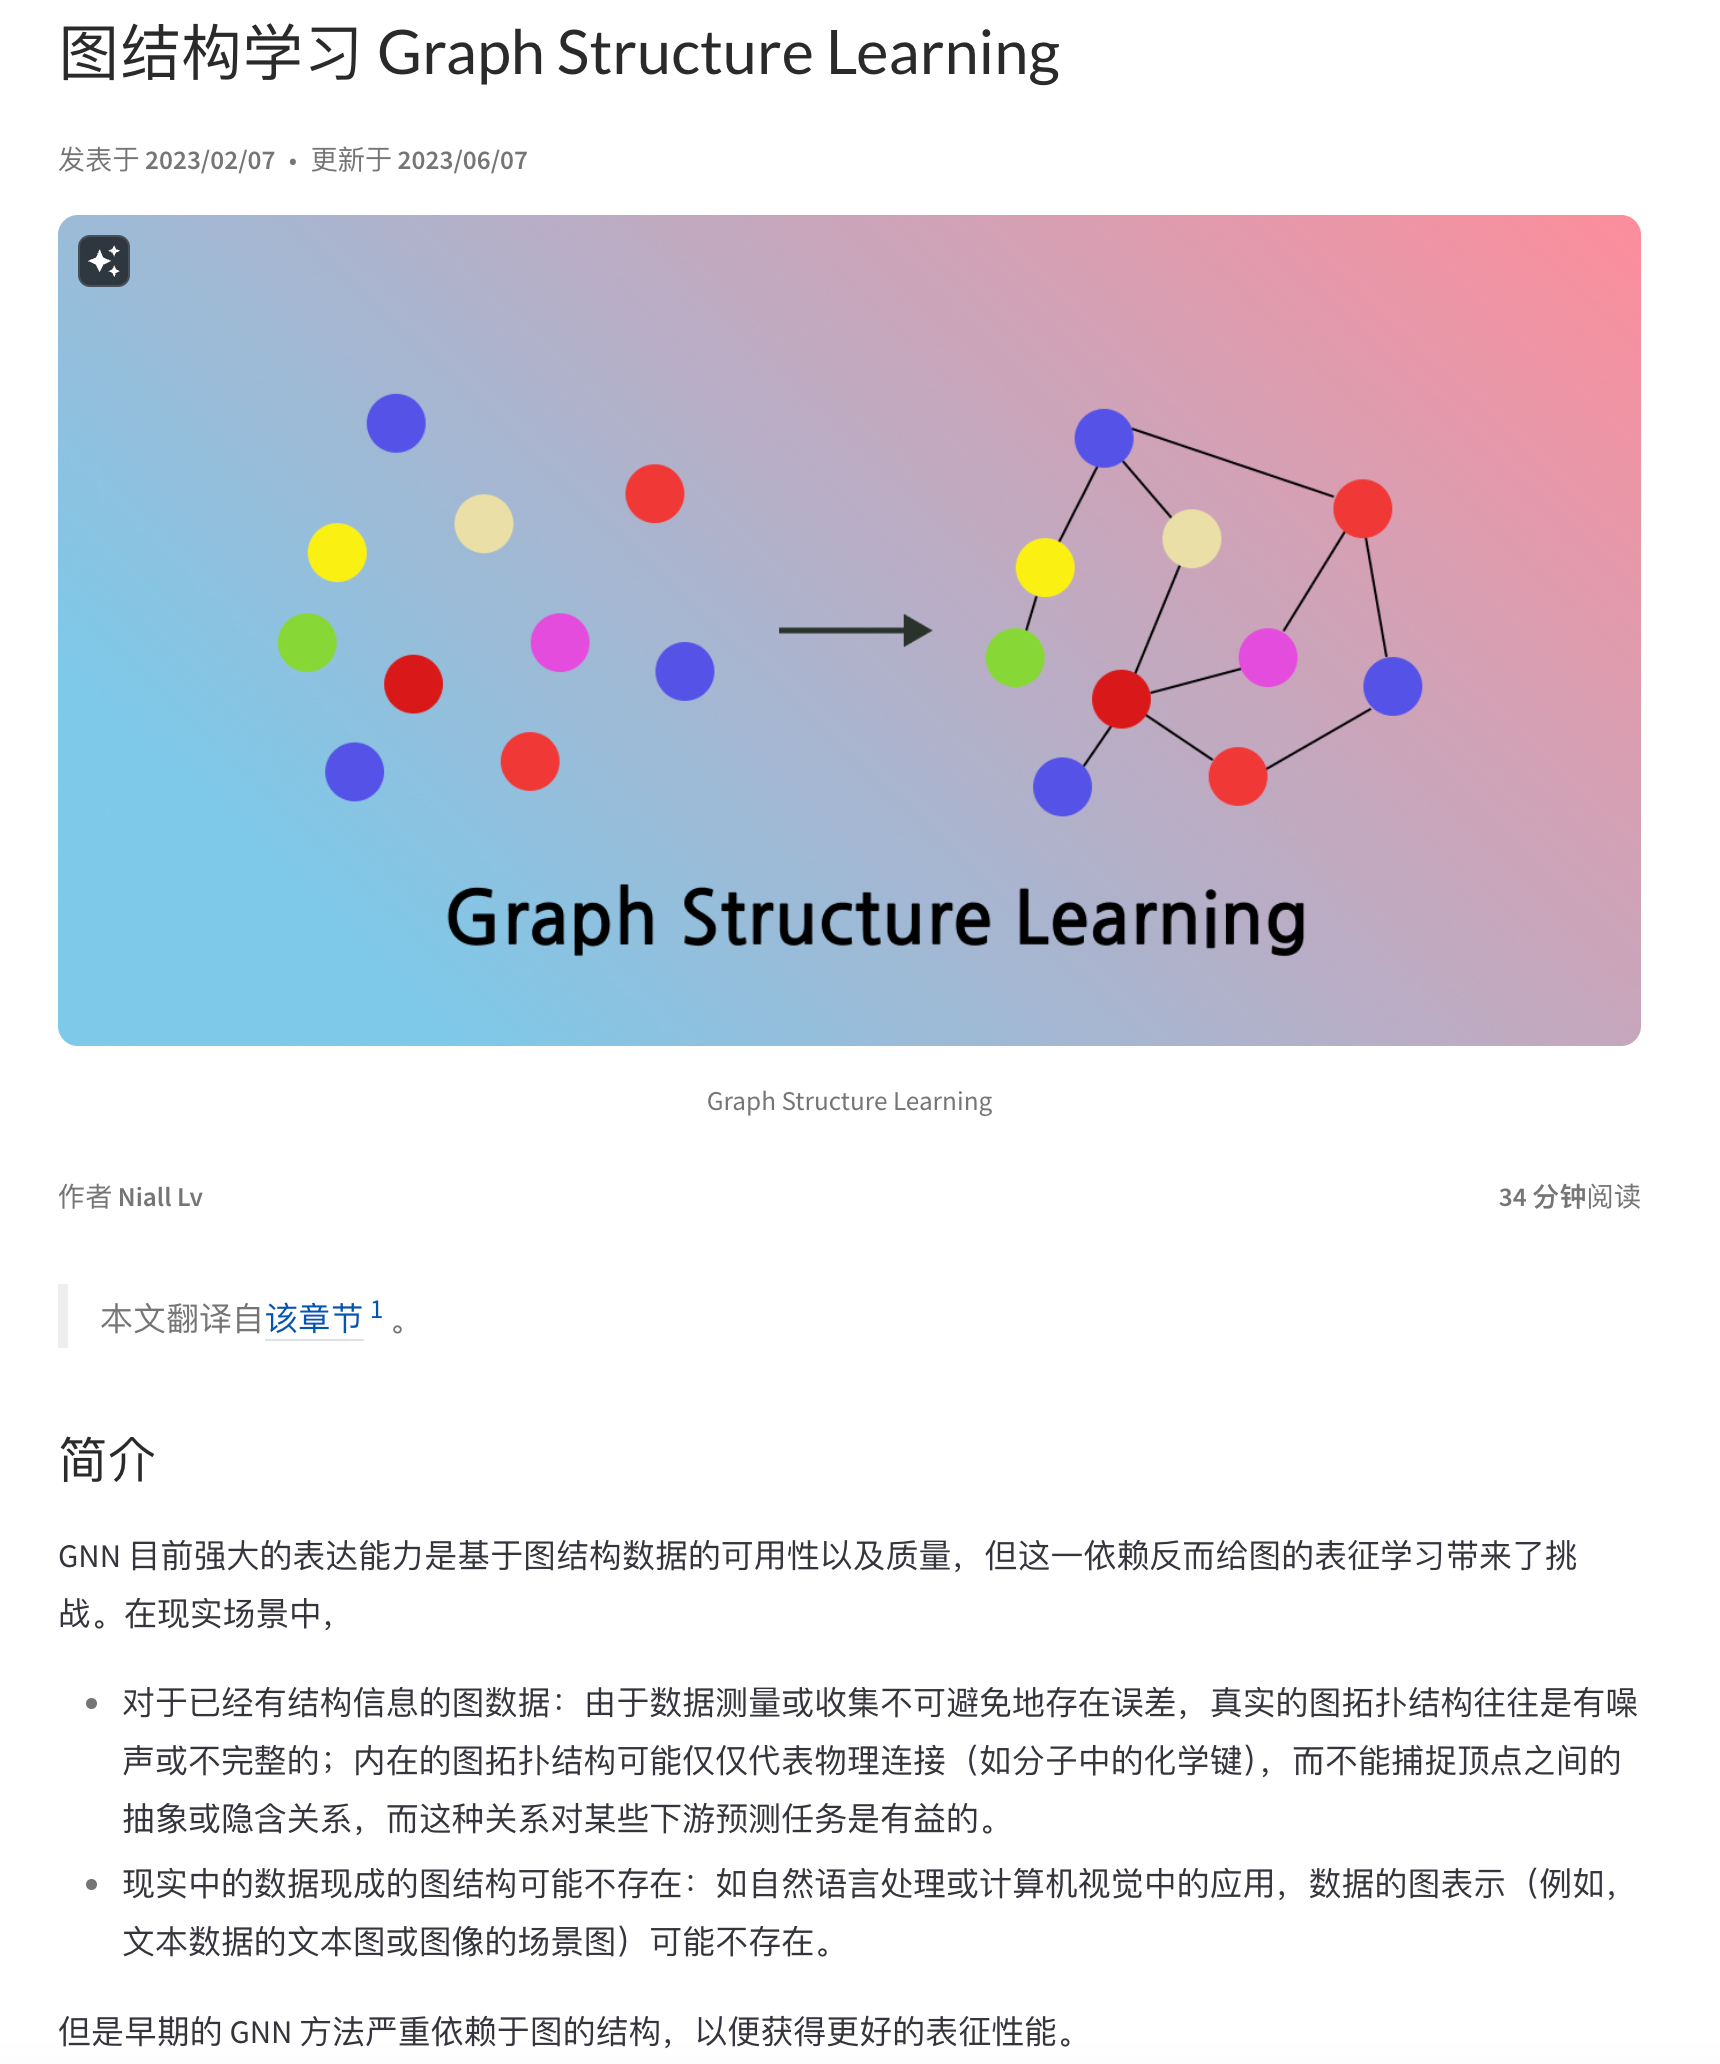 图结构学习 Graph Structure Learning
发表于 2023/02/07 • 更新于 2023/06/07
Graph Structure Learning
Graph Structure Learning
作者 Niall Lv
34 分钟阅读
本文翻译自该章节 1 。
简介
GNN 目前强大的表达能力是基于图结构数据的可用性以及质量，但这一依赖反而给图的表征学习带来了挑
战。在现实场景中，
对于已经有结构信息的图数据：由于数据测量或收集不可避免地存在误差，真实的图拓扑结构往往是有噪
声或不完整的；内在的图拓扑结构可能仅仅代表物理连接（如分子中的化学键），而不能捕捉顶点之间的
抽象或隐含关系，而这种关系对某些下游预测任务是有益的。
现实中的数据现成的图结构可能不存在：如自然语言处理或计算机视觉中的应用，数据的图表示（例如，
文本数据的文本图或图像的场景图）可能不存在。
但是早期的 GNN 方法严重依赖于图的结构，以便获得更好的表征性能。